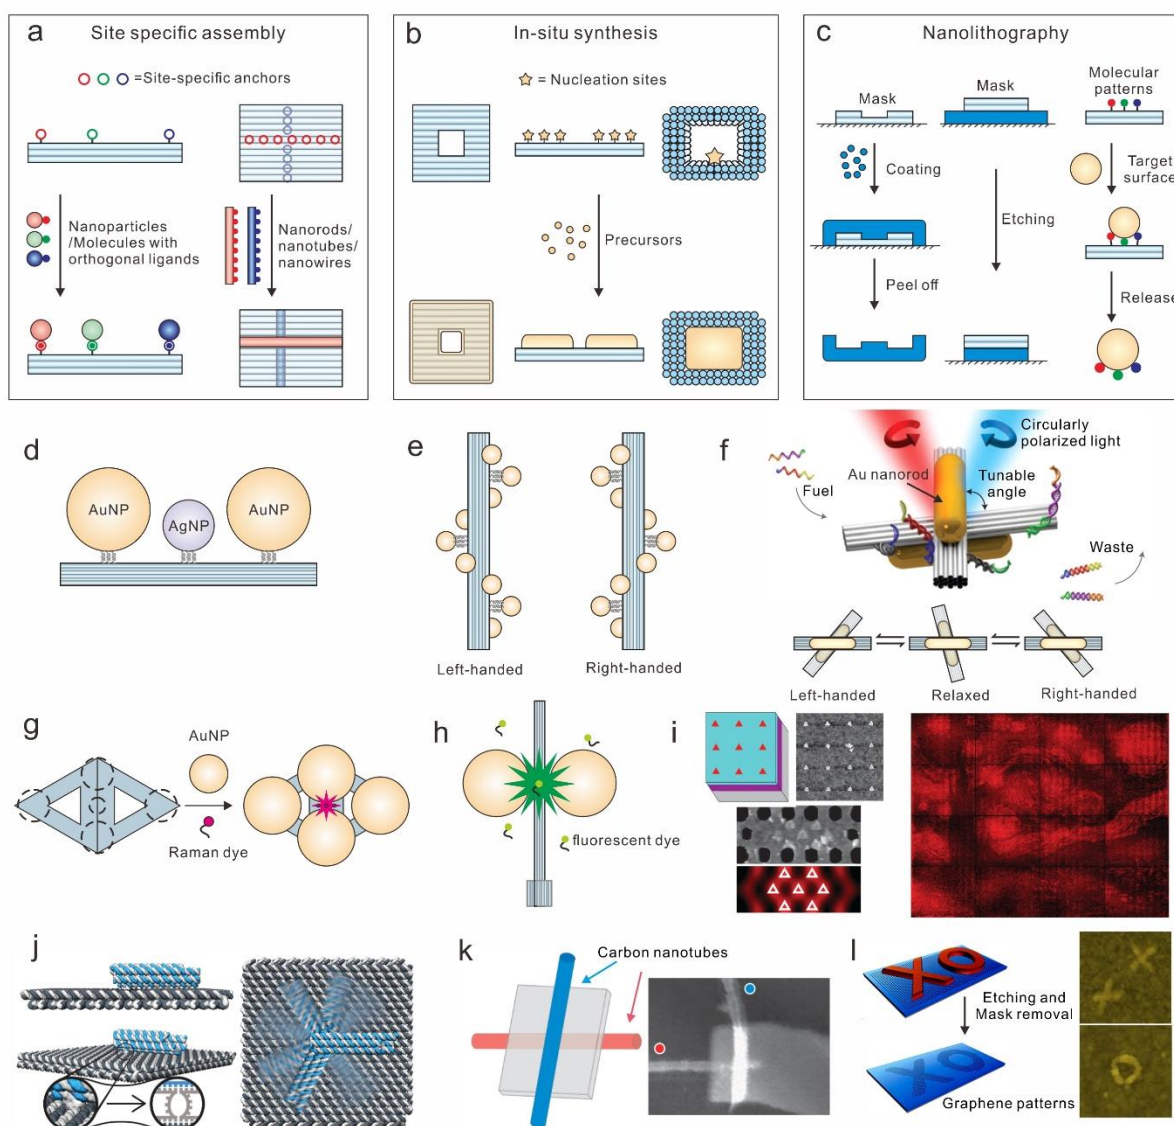 a
Site specific assembly
=Site-specific anchors
Nanoparticles
/Molecules with
orthogonal ligands
Nanorods/
nanotubes/
nanowires
b
In-situ synthesis
= Nucleation sites
Precursors
c
Nanolithography
Mask
Mask
Molecular
patterns
Coating
Target
surface
Etching
Peel off
Release
d
AuNP
AgNP
AuNP
e
Left-handed
Right-handed
f
Circularly
polarized light
Au nanorod
Tunable
angle
Fuel
Waste
Left-handed
Relaxed
Right-handed
g
AuNP
Raman dye
h
fluorescent dye
i
j
k
Carbon nanotubes
l
XO
Etching and
Mask removal
XO
Graphene patterns